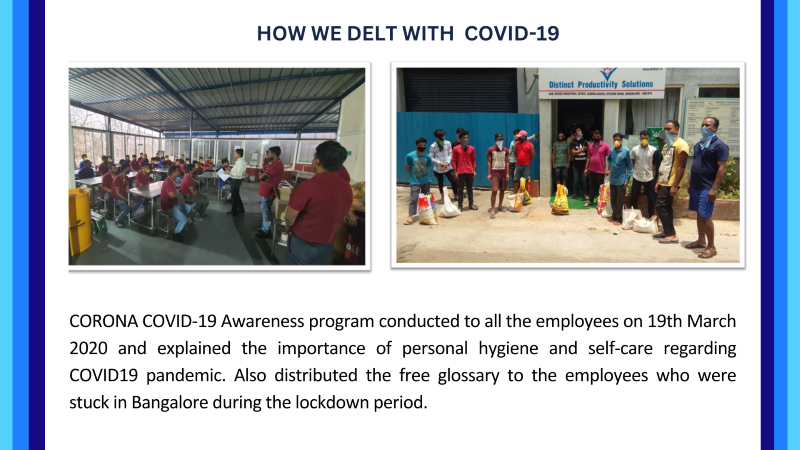 HOW WE DELT WITH COVID-19
Distinct Productivity Solutions
CORONA COVID-19 Awareness program conducted to all the employees on 19th March
2020 and explained the importance of personal hygiene and self-care regarding
COVID19 pandemic. Also distributed the free glossary to the employees who were
stuck in Bangalore during the lockdown period.